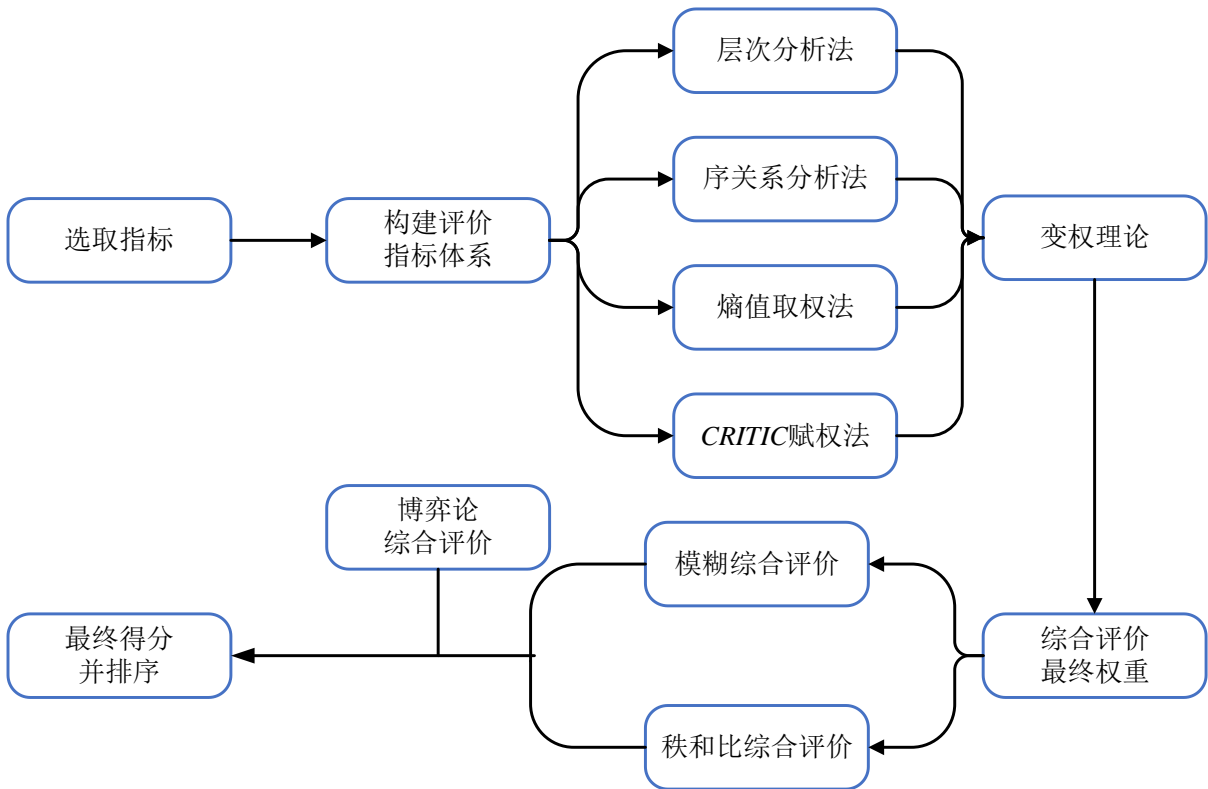 层次分析法
序关系分析法
选取指标
构建评价
指标体系
变权理论
熵值取权法
CRITIC赋权法
博弈论
综合评价
模糊综合评价
最终得分
并排序
综合评价
最终权重
秩和比综合评价